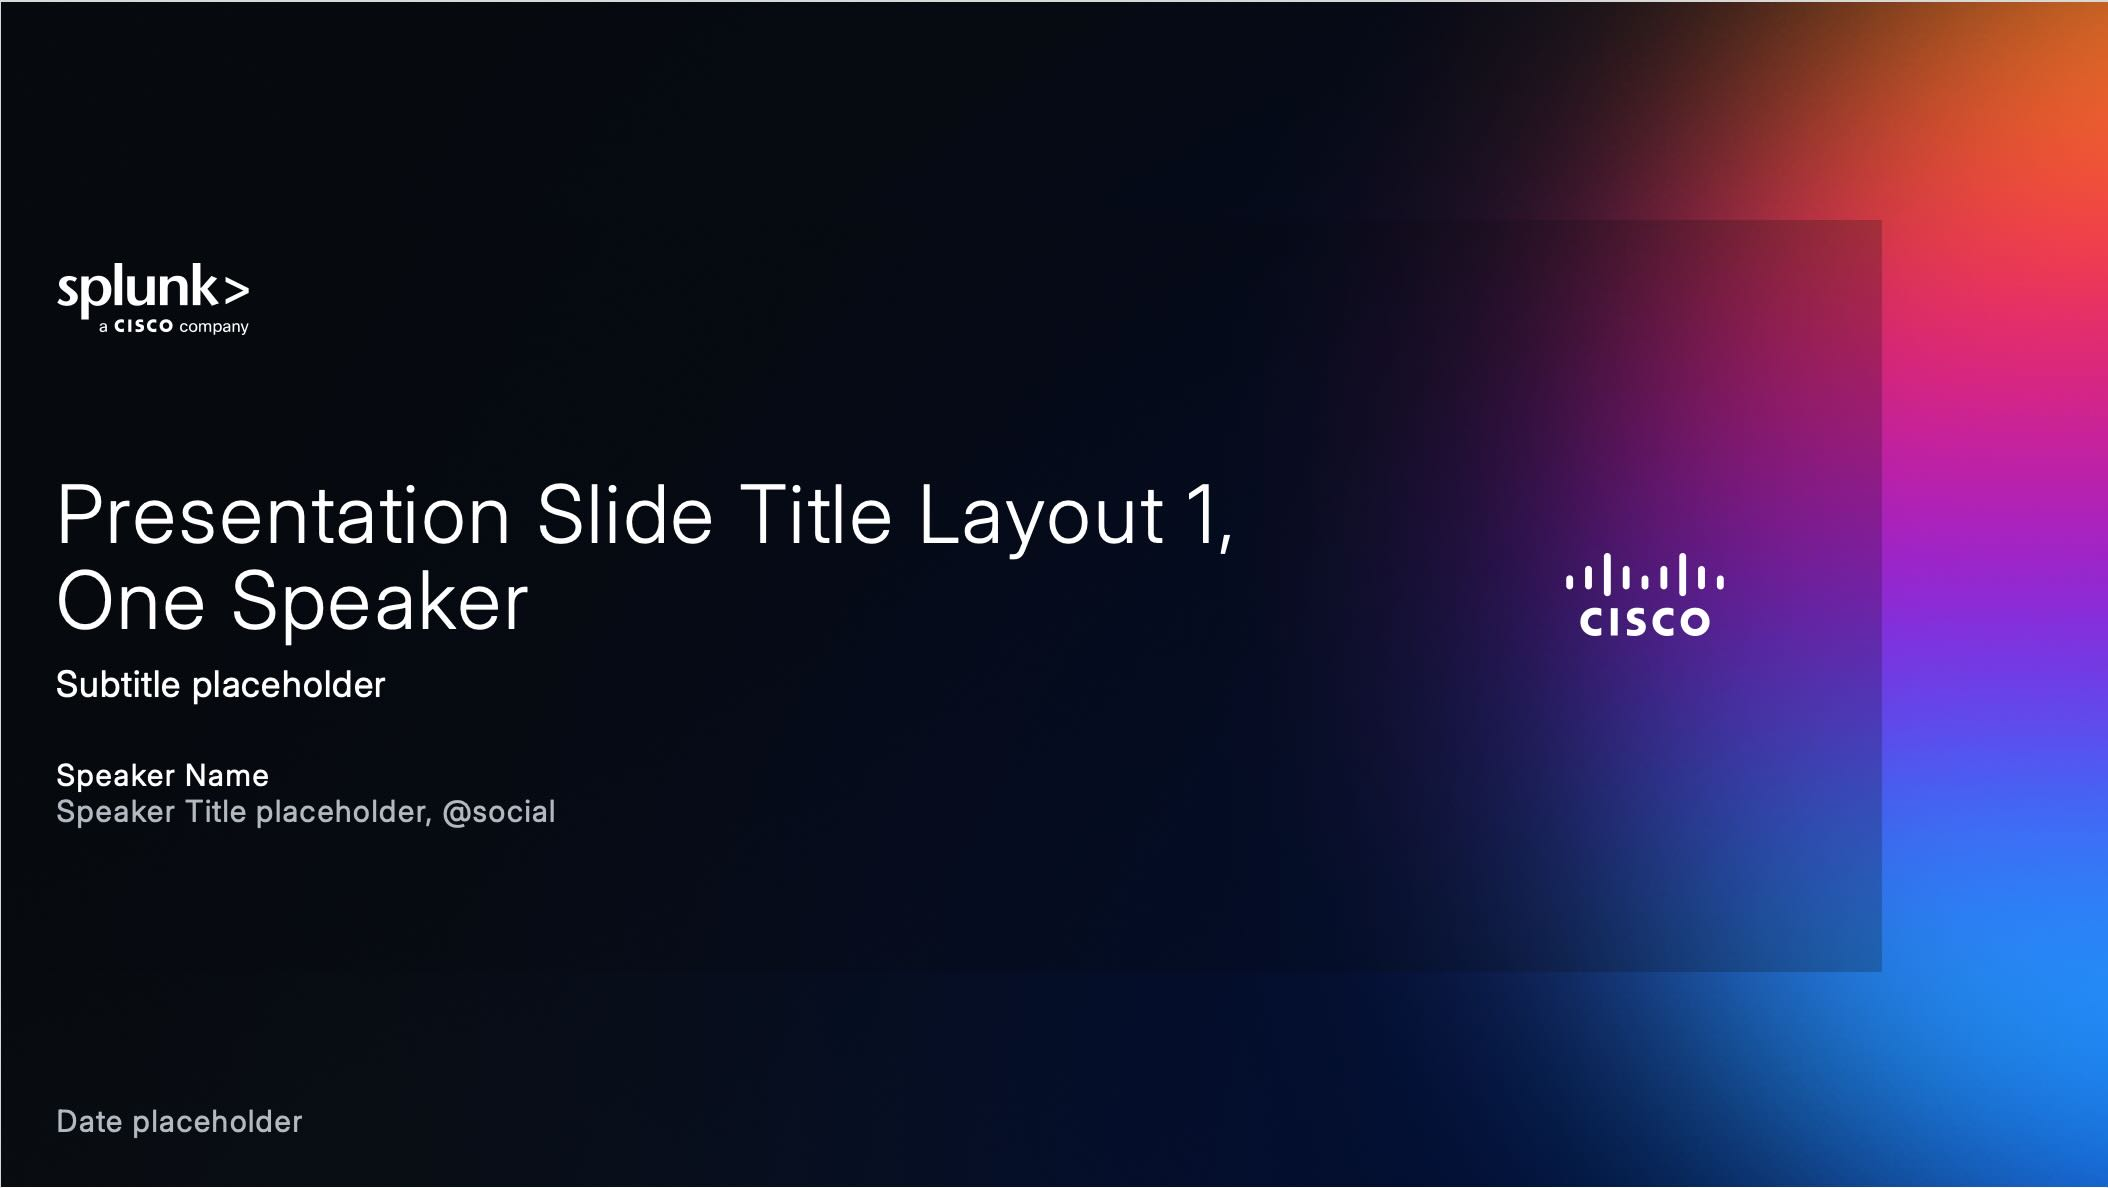 splunk>
a CISCO company
Presentation Slide Title Layout 1,
One Speaker
Subtitle placeholder
Speaker Name
Speaker Title placeholder, @social
CISCO
Date placeholder